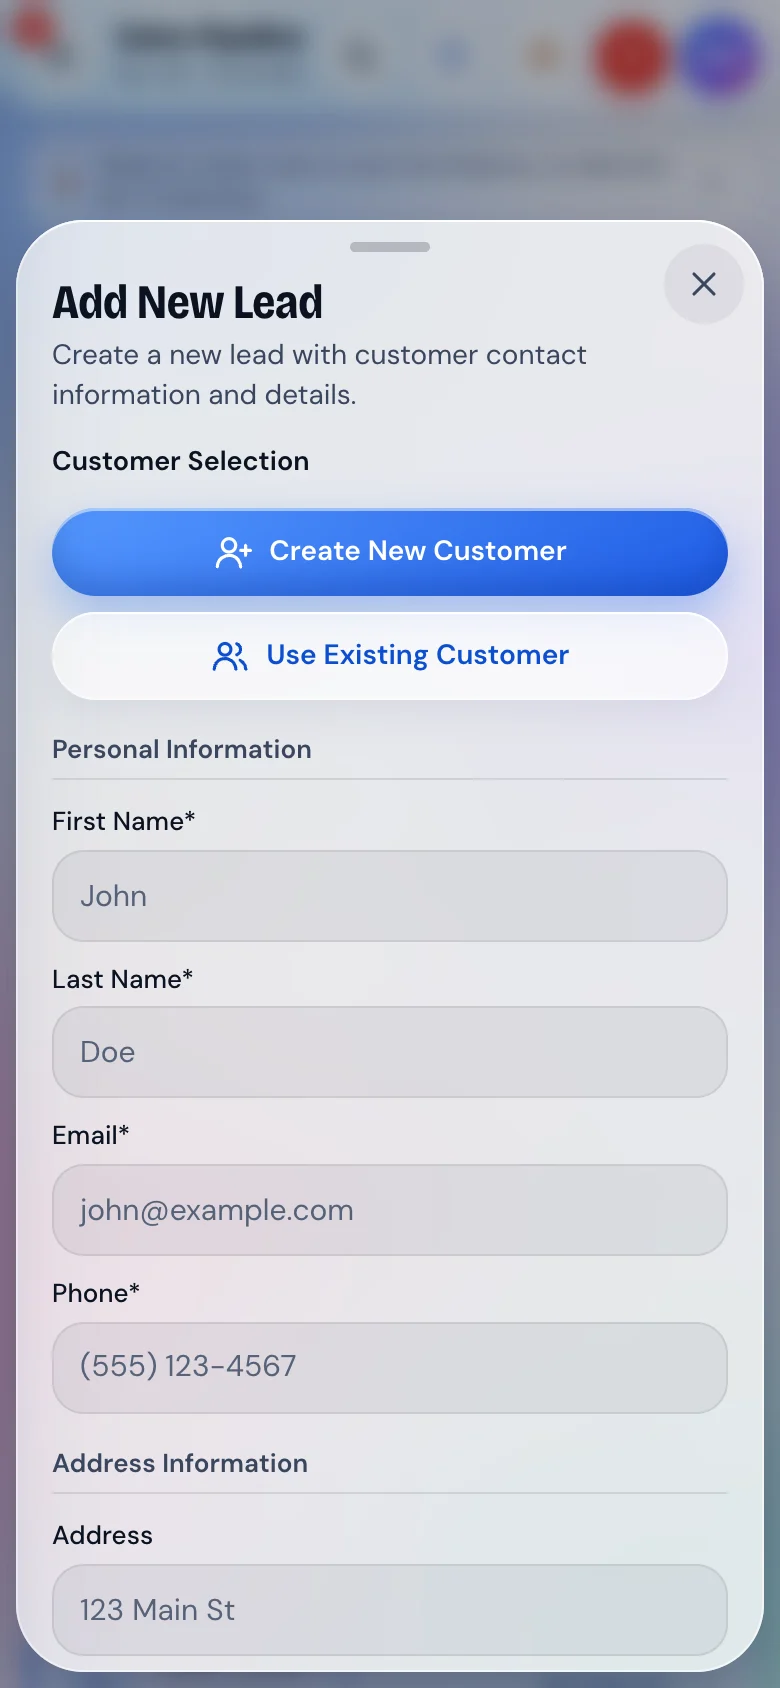 Add New Lead
Create a new lead with customer contact
information and details.
Customer Selection
Create New Customer
Use Existing Customer
Personal Information
First Name*
John
Last Name*
Doe
Email*
john@example.com
Phone*
(555) 123-4567
Address Information
Address
123 Main St